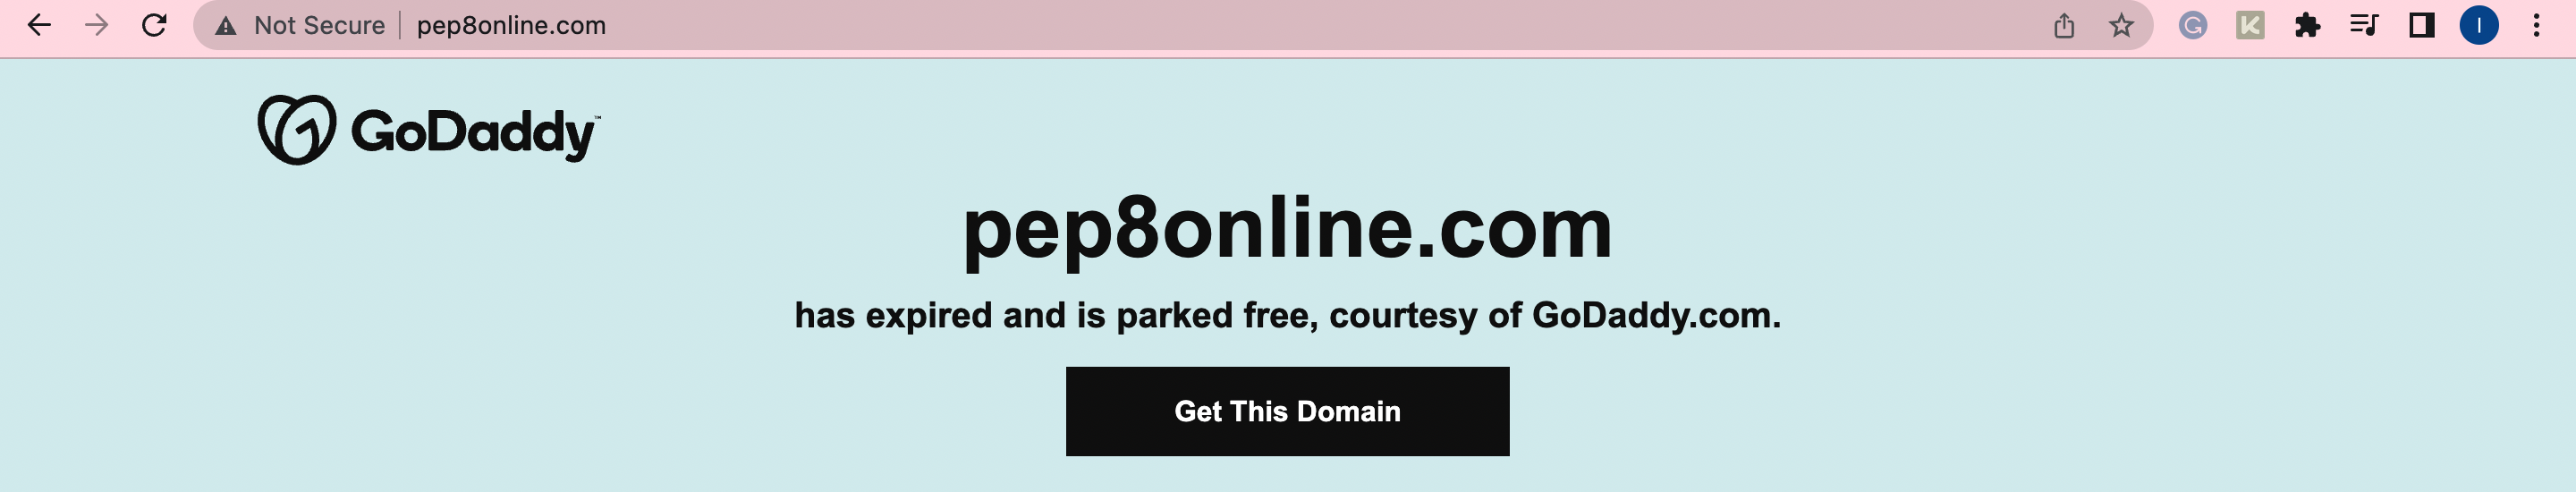 Not Secure | pep8online.com
GoDaddy™
pep8online.com
has expired and is parked free, courtesy of GoDaddy.com.
Get This Domain